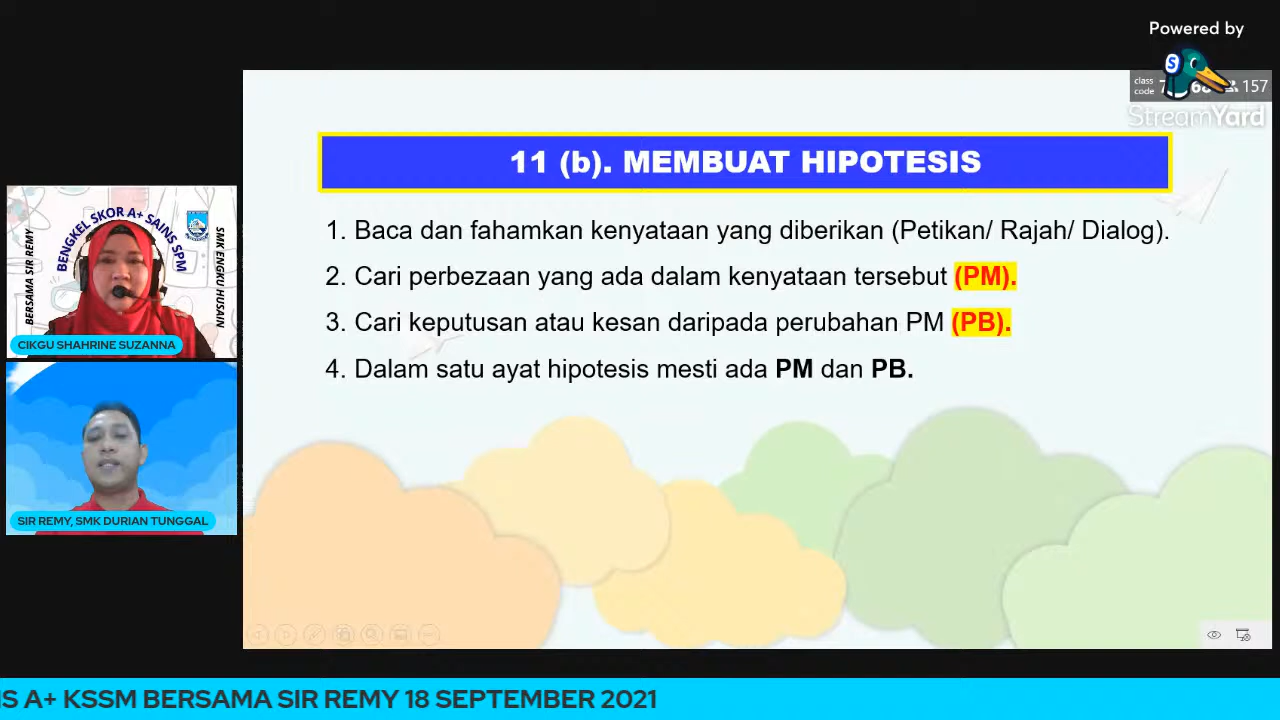 Powered by
StreamYard
class code
157
11 (b). MEMBUAT HIPOTESIS
1. Baca dan fahamkan kenyataan yang diberikan (Petikan/ Rajah/ Dialog).
2. Cari perbezaan yang ada dalam kenyataan tersebut (PM).
3. Cari keputusan atau kesan daripada perubahan PM (PB).
4. Dalam satu ayat hipotesis mesti ada PM dan PB.
BERSAMA SIR REMY
BENGKEL SKOR A+ SAINS SPM
SMK ENGKU HUSAIN
CIKGU SHAHRINE SUZANNA
SIR REMY, SMK DURIAN TUNGGAL
IS A+ KSSM BERSAMA SIR REMY 18 SEPTEMBER 2021